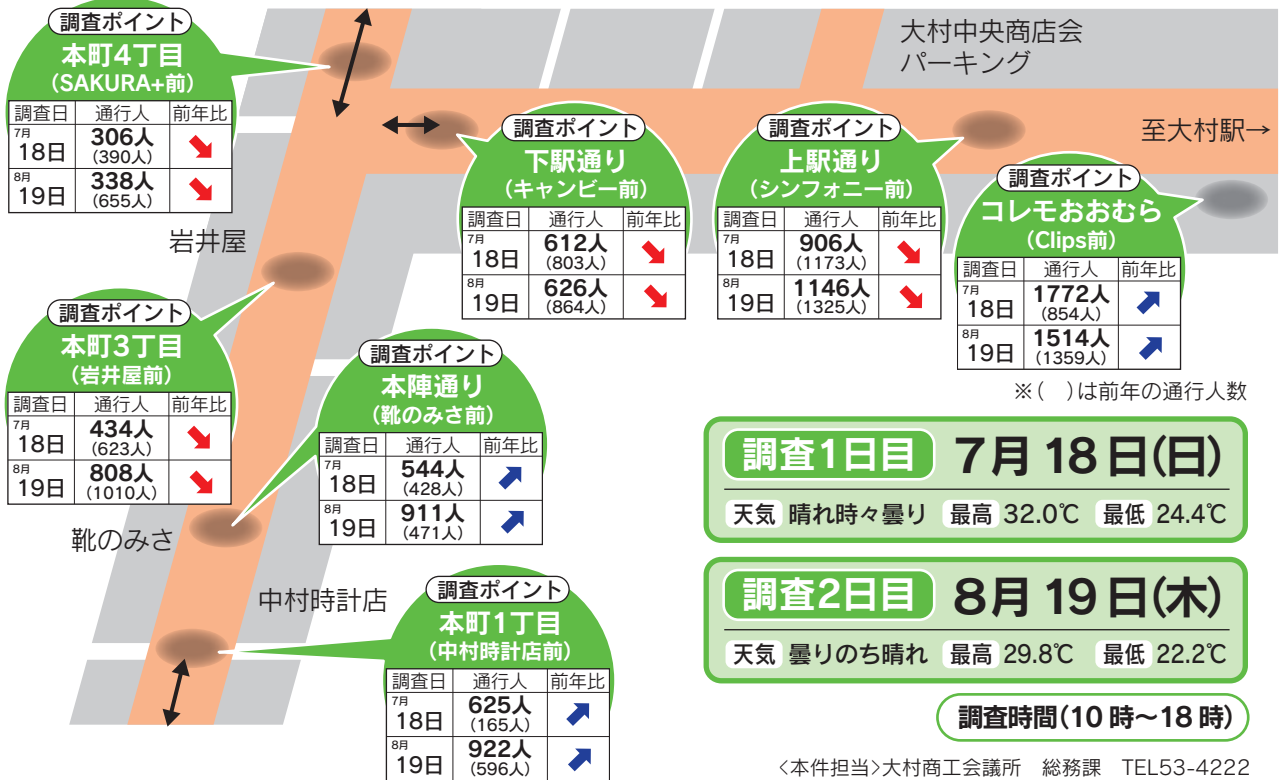 調査ポイント
本町4丁目
(SAKURA+前)
調査日 通行人 前年比
7月18日 306人 (390人)
8月19日 338人 (655人)
大村中央商店会
パーキング
至大村駅→
調査ポイント
下駅通り
(キャンビー前)
調査日 通行人 前年比
7月18日 612人 (803人)
8月19日 626人 (864人)
調査ポイント
上駅通り
(シンフォニー前)
調査日 通行人 前年比
7月18日 906人 (1173人)
8月19日 1146人 (1325人)
調査ポイント
コレモおおむら
(Clips前)
調査日 通行人 前年比
7月18日 1772人 (854人)
8月19日 1514人 (1359人)
※(　)は前年の通行人数
岩井屋
調査ポイント
本町3丁目
(岩井屋前)
調査日 通行人 前年比
7月18日 434人 (623人)
8月19日 808人 (1010人)
調査ポイント
本陣通り
(靴のみさ前)
調査日 通行人 前年比
7月18日 544人 (428人)
8月19日 911人 (471人)
靴のみさ
中村時計店
調査ポイント
本町1丁目
(中村時計店前)
調査日 通行人 前年比
7月18日 625人 (165人)
8月19日 922人 (596人)
調査1日目 7月18日(日)
天気 晴れ時々曇り 最高 32.0℃ 最低 24.4℃
調査2日目 8月19日(木)
天気 曇りのち晴れ 最高 29.8℃ 最低 22.2℃
調査時間(10時〜18時)
<本件担当>大村商工会議所 総務課 TEL53-4222